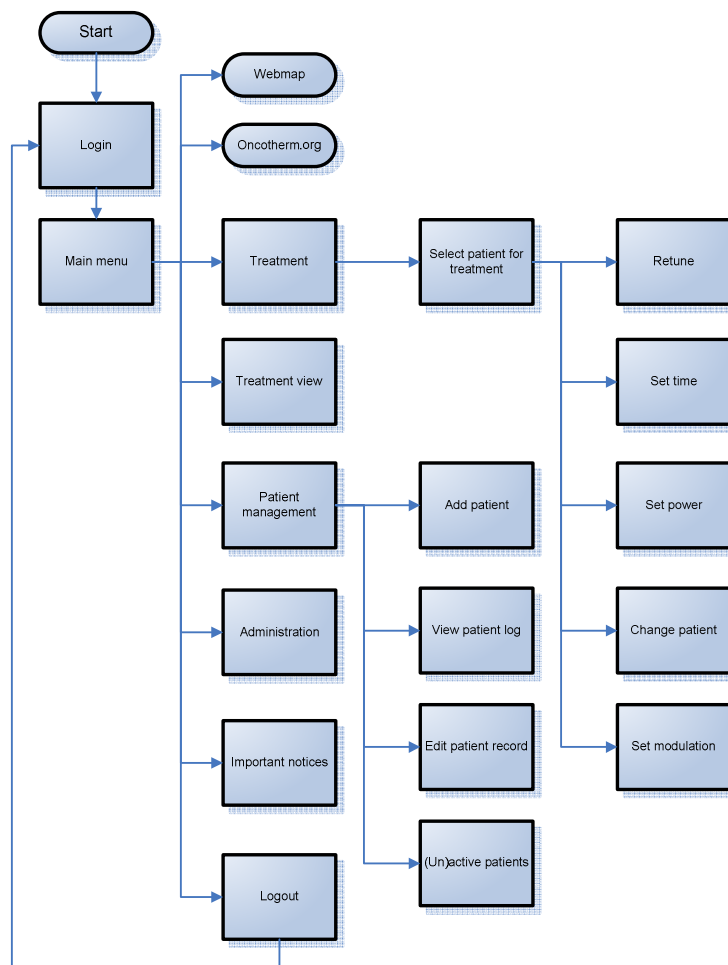 Start
Webmap
Login
Oncotherm.org
Main menu
Treatment
Select patient for
treatment
Retune
Treatment view
Set time
Patient
management
Add patient
Set power
Administration
View patient log
Change patient
Important notices
Edit patient record
Set modulation
(Un)active patients
Logout